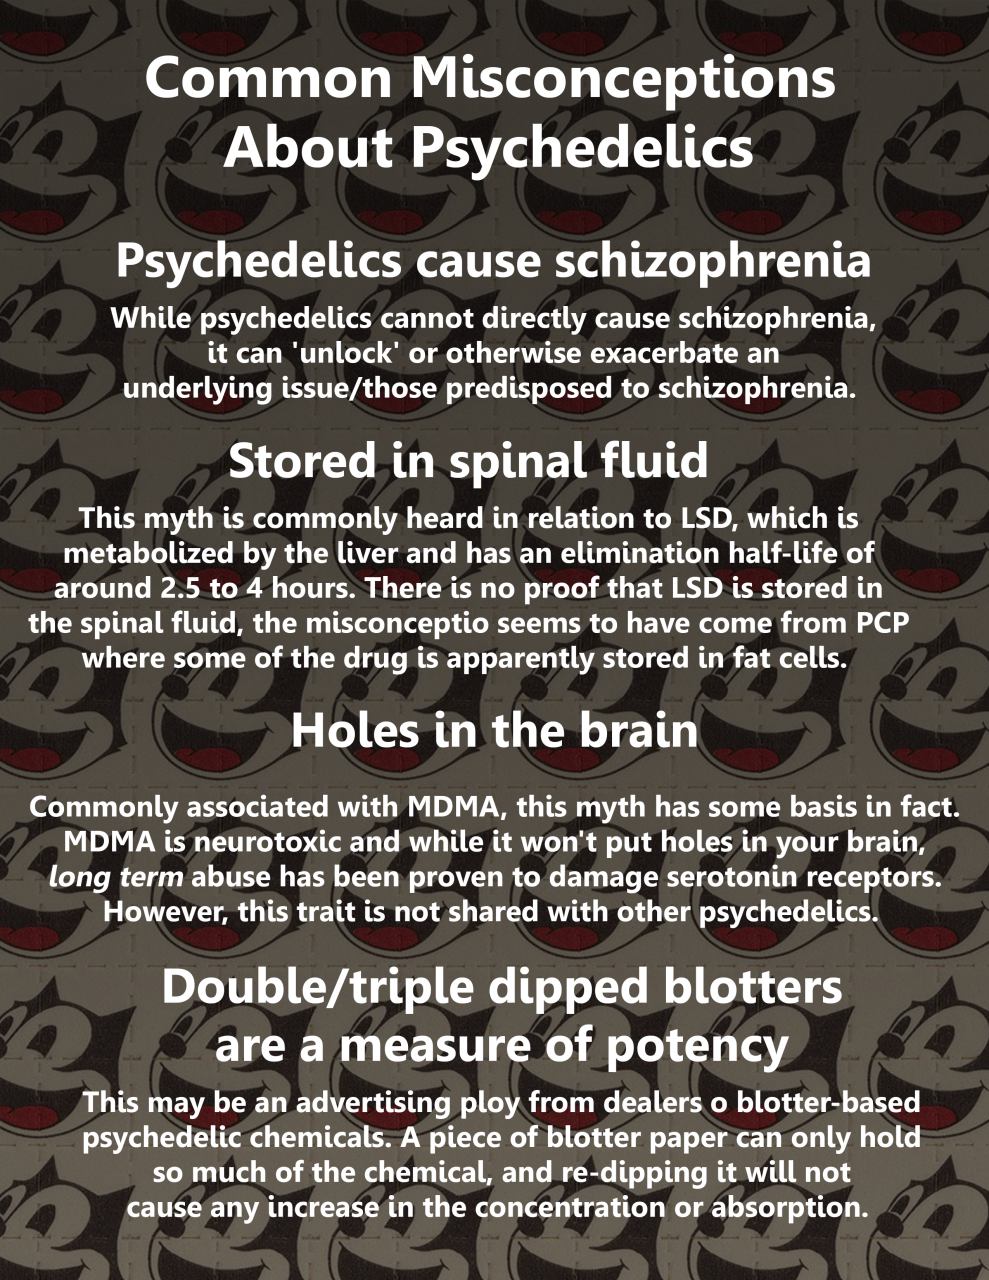 Common Misconceptions
About Psychedelics
Psychedelics cause schizophrenia
While psychedelics cannot directly cause schizophrenia,
it can 'unlock' or otherwise exacerbate an
underlying issue/those predisposed to schizophrenia.
Stored in spinal fluid
This myth is commonly heard in relation to LSD, which is
metabolized by the liver and has an elimination half-life of
around 2.5 to 4 hours. There is no proof that LSD is stored in
the spinal fluid, the misconceptio seems to have come from PCP
where some of the drug is apparently stored in fat cells.
Holes in the brain
Commonly associated with MDMA, this myth has some basis in fact.
MDMA is neurotoxic and while it won't put holes in your brain,
long term abuse has been proven to damage serotonin receptors.
However, this trait is not shared with other psychedelics.
Double/triple dipped blotters
are a measure of potency
This may be an advertising ploy from dealers o blotter-based
psychedelic chemicals. A piece of blotter paper can only hold
so much of the chemical, and re-dipping it will not
cause any increase in the concentration or absorption.